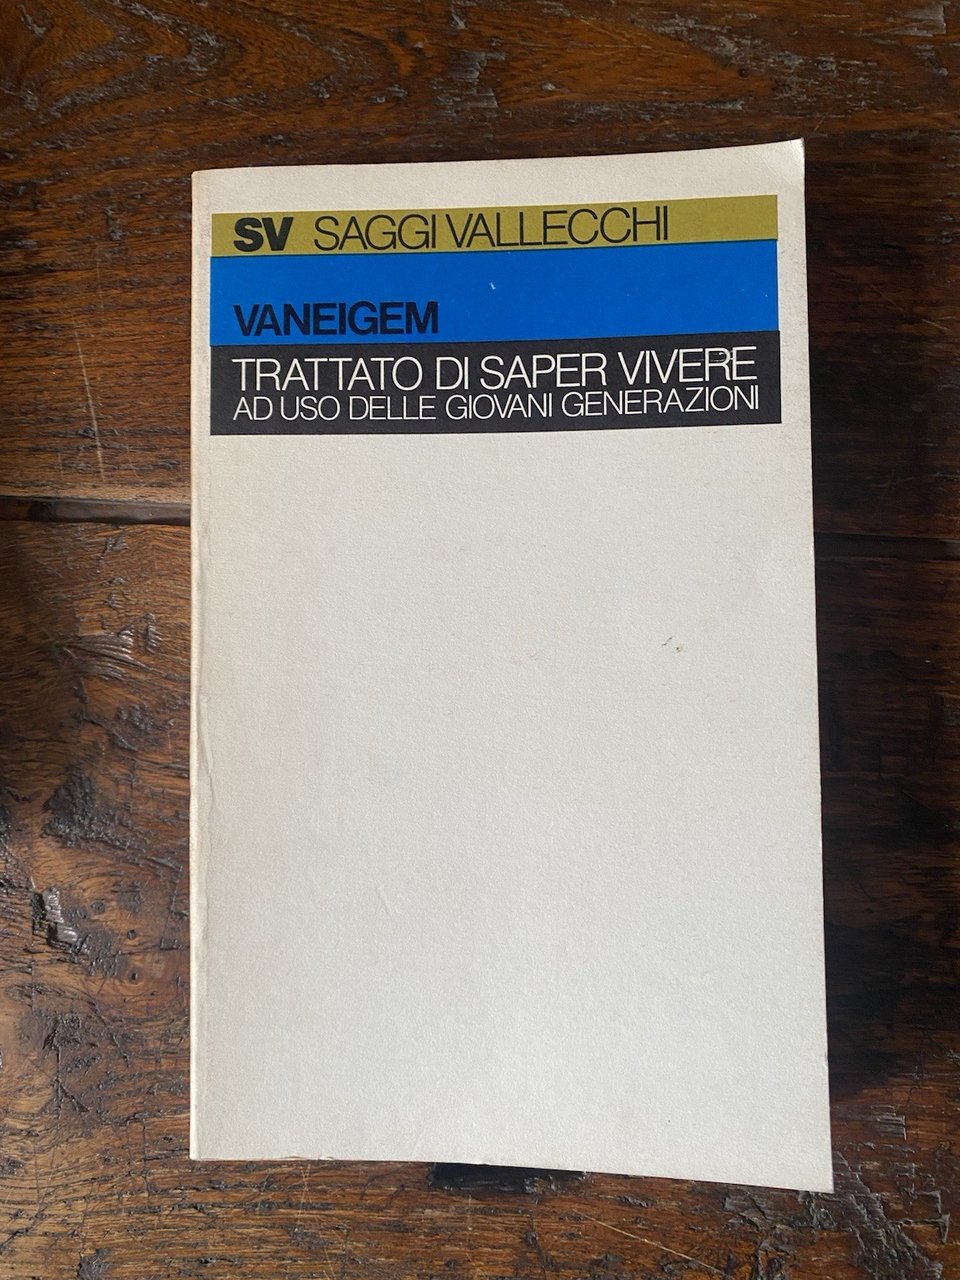 SV SAGGI VALLECCHI
VANEIGEM
TRATTATO DI SAPER VIVERE
AD USO DELLE GIOVANI GENERAZIONI